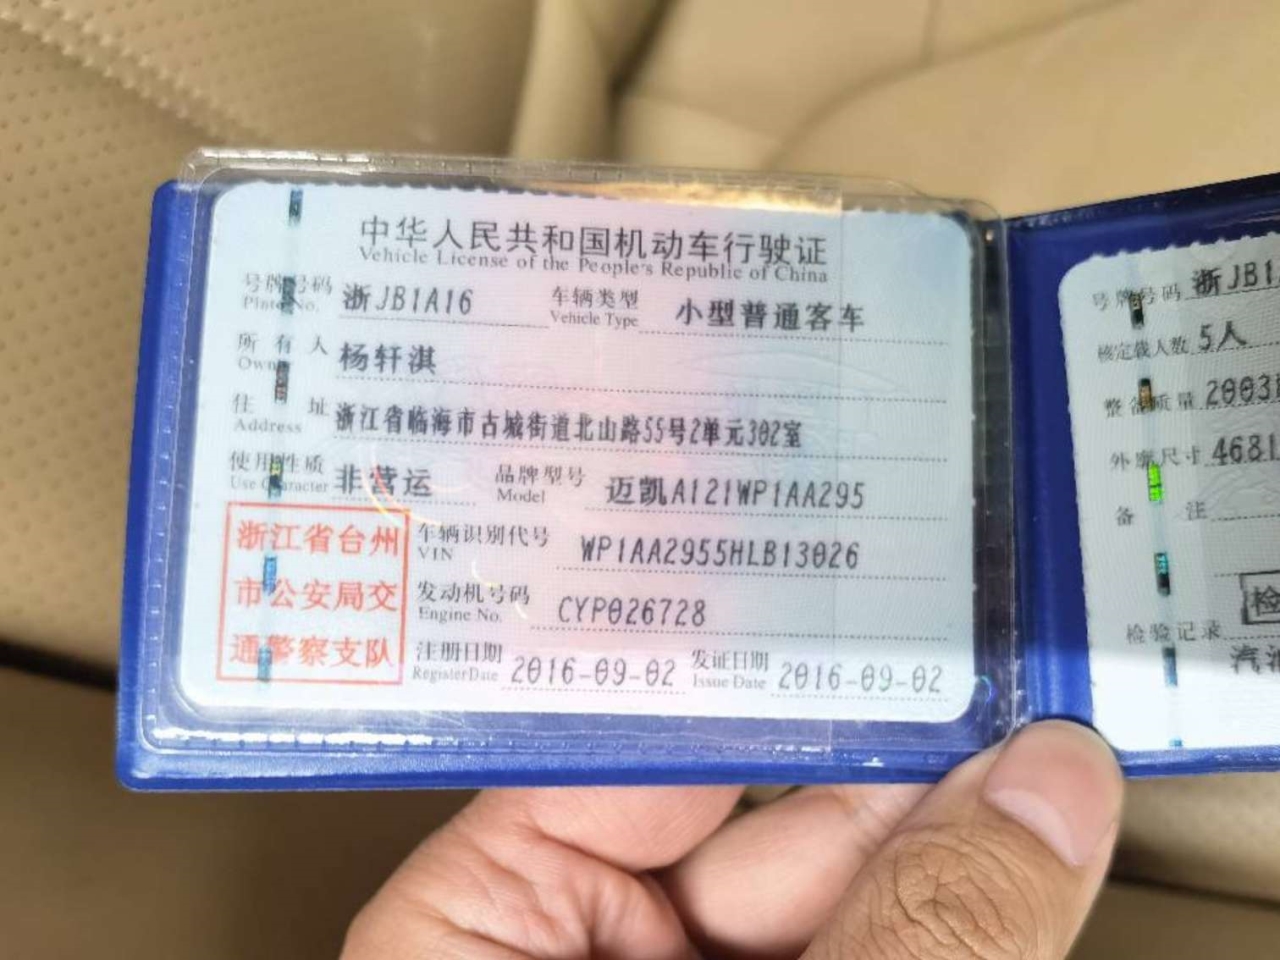 中华人民共和国机动车行驶证
Vehicle License of the People's Republic of China
号牌号码 浙JB1A16 车辆类型 小型普通客车
Plate No. Vehicle Type
所有人 杨轩淇
Owner
住址 浙江省临海市古城街道北山路55号2单元302室
Address
使用性质 非营运 品牌型号 迈凯A121WP1AA295
Use Character Model
浙江省台州
市公安局交
通警察支队
车辆识别代号 WP1AA2955HLB13026
VIN
发动机号码 CYP026728
Engine No.
注册日期 2016-09-02 发证日期 2016-09-02
Register Date Issue Date
号牌号码 浙JB1
核定载人数 5人
整备质量 2003
外廓尺寸 468
备注
检
检验记录
汽油